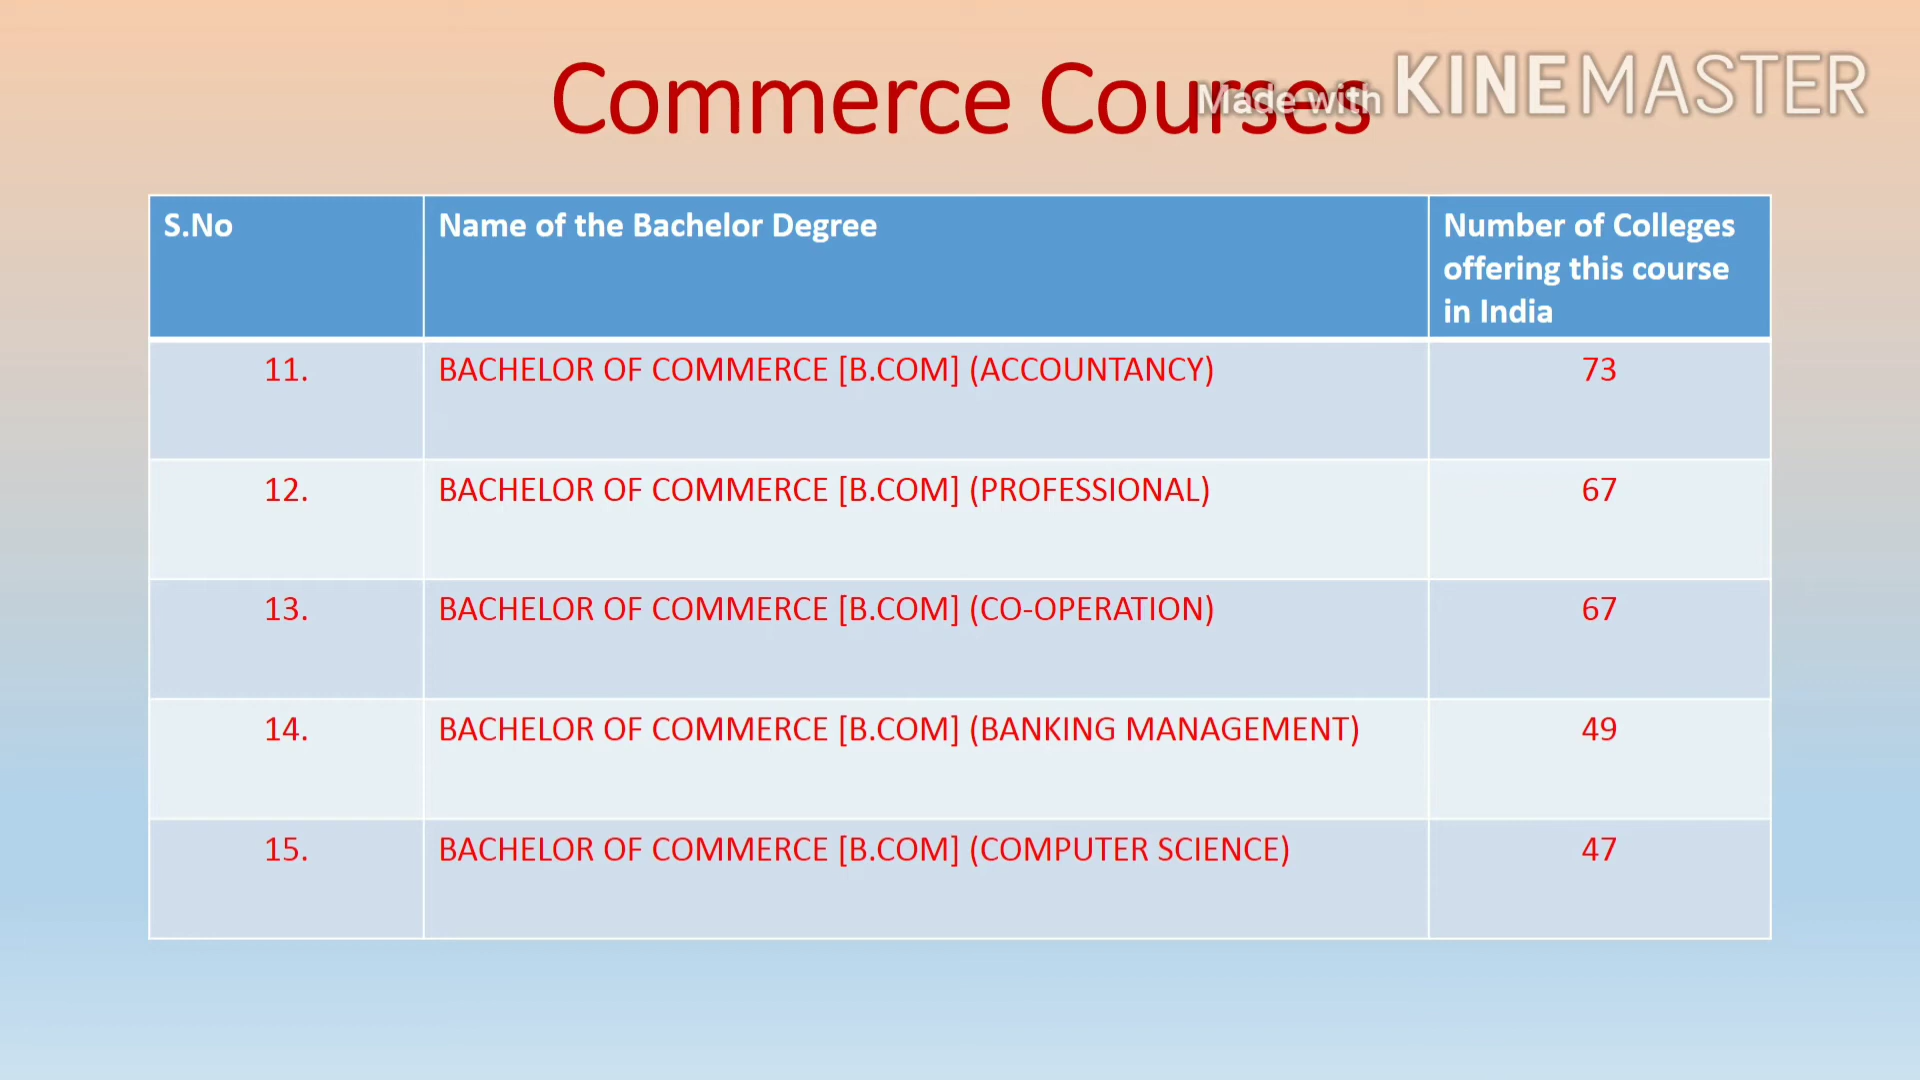 Commerce Courses
Made with KINEMASTER
S.No
Name of the Bachelor Degree
Number of Colleges
offering this course
in India
11.
BACHELOR OF COMMERCE [B.COM] (ACCOUNTANCY)
73
12.
BACHELOR OF COMMERCE [B.COM] (PROFESSIONAL)
67
13.
BACHELOR OF COMMERCE [B.COM] (CO-OPERATION)
67
14.
BACHELOR OF COMMERCE [B.COM] (BANKING MANAGEMENT)
49
15.
BACHELOR OF COMMERCE [B.COM] (COMPUTER SCIENCE)
47